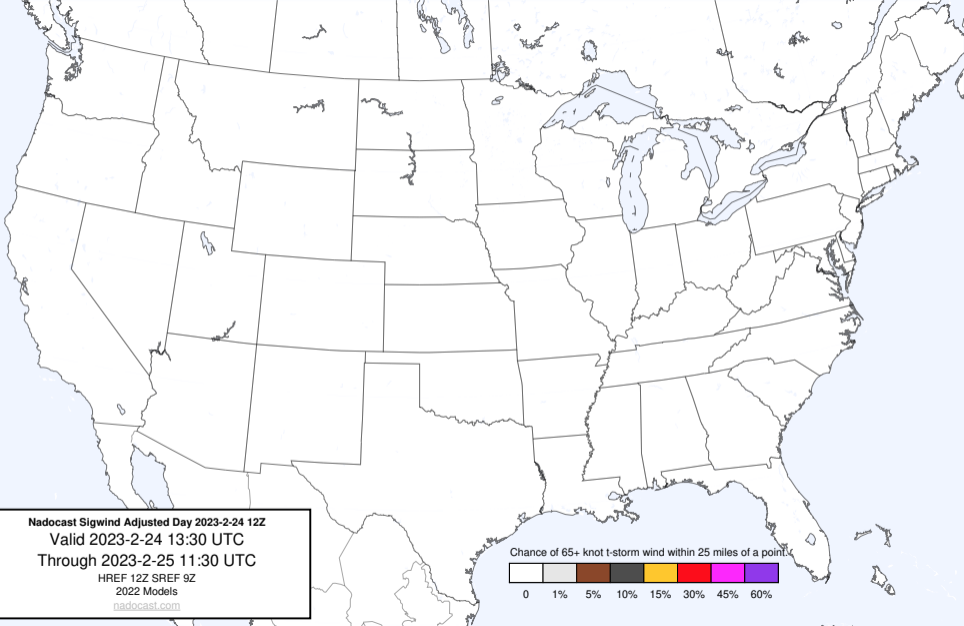 Nadocast Sigwind Adjusted Day 2023-2-24 12Z
Valid 2023-2-24 13:30 UTC
Through 2023-2-25 11:30 UTC
HREF 12Z SREF 9Z
2022 Models
nadocast.com
Chance of 65+ knot t-storm wind within 25 miles of a point.
0 1% 5% 10% 15% 30% 45% 60%